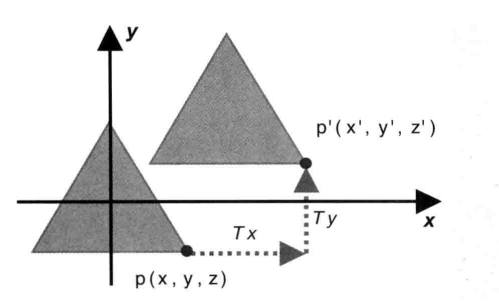 y
p'(x', y', z')
x
Ty
Tx
p(x, y, z)